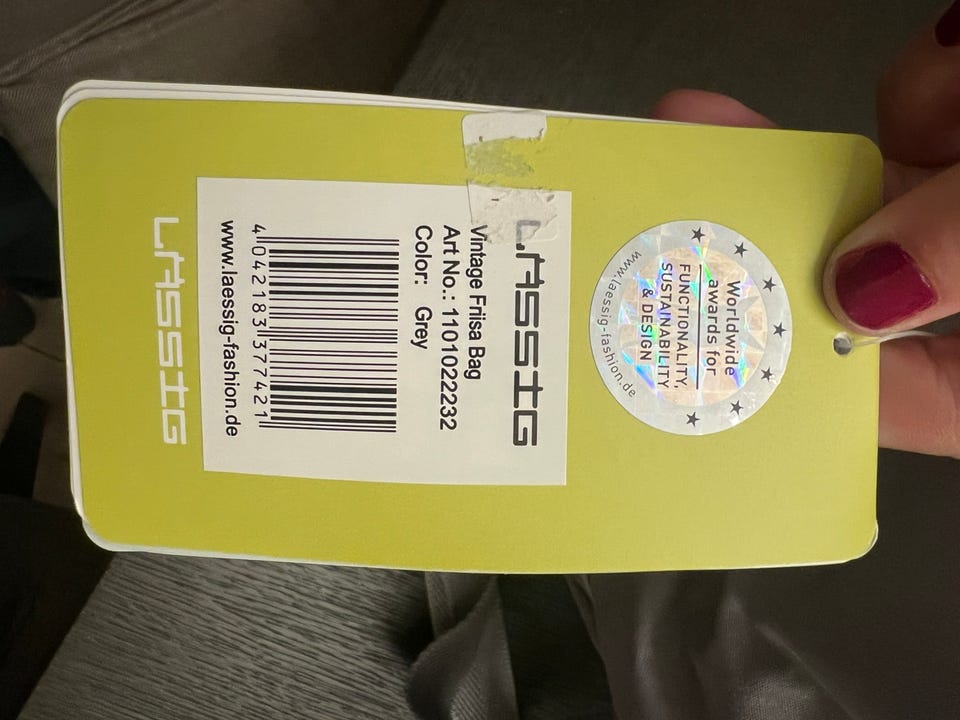 Worldwide
awards for
FUNCTIONALITY,
SUSTAINABILITY
& DESIGN
www.laessig-fashion.de
LÄSSIG
Vintage Friisa Bag
Art No.: 1101022232
Color: Grey
4 042183 377421
www.laessig-fashion.de
LÄSSIG